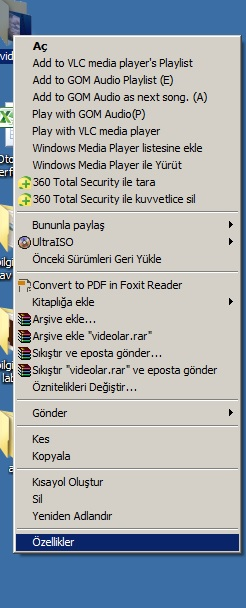 Aç
Add to VLC media player's Playlist
Add to GOM Audio Playlist (E)
Add to GOM Audio as next song. (A)
Play with GOM Audio(P)
Play with VLC media player
Windows Media Player listesine ekle
Windows Media Player ile Yürüt
360 Total Security ile tara
360 Total Security ile kuvvetlice sil
Bununla paylaş
UltraISO
Önceki Sürümleri Geri Yükle
Convert to PDF in Foxit Reader
Kitaplığa ekle
Arşive ekle...
Arşive ekle "videolar.rar"
Sıkıştır ve eposta gönder...
Sıkıştır "videolar.rar" ve eposta gönder
Öznitelikleri Değiştir...
Gönder
Kes
Kopyala
Kısayol Oluştur
Sil
Yeniden Adlandır
Özellikler